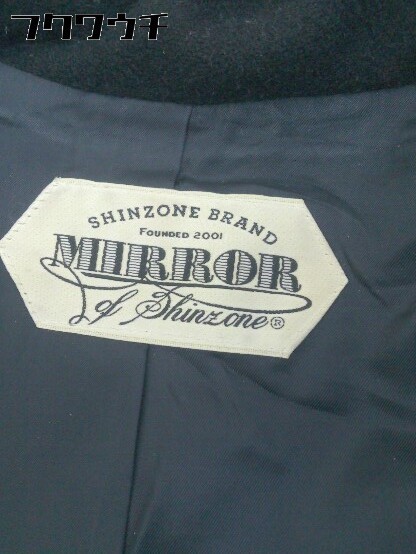 フクワウチ
SHINZONE BRAND
FOUNDED 2001
MIRROR
of Shinzone®